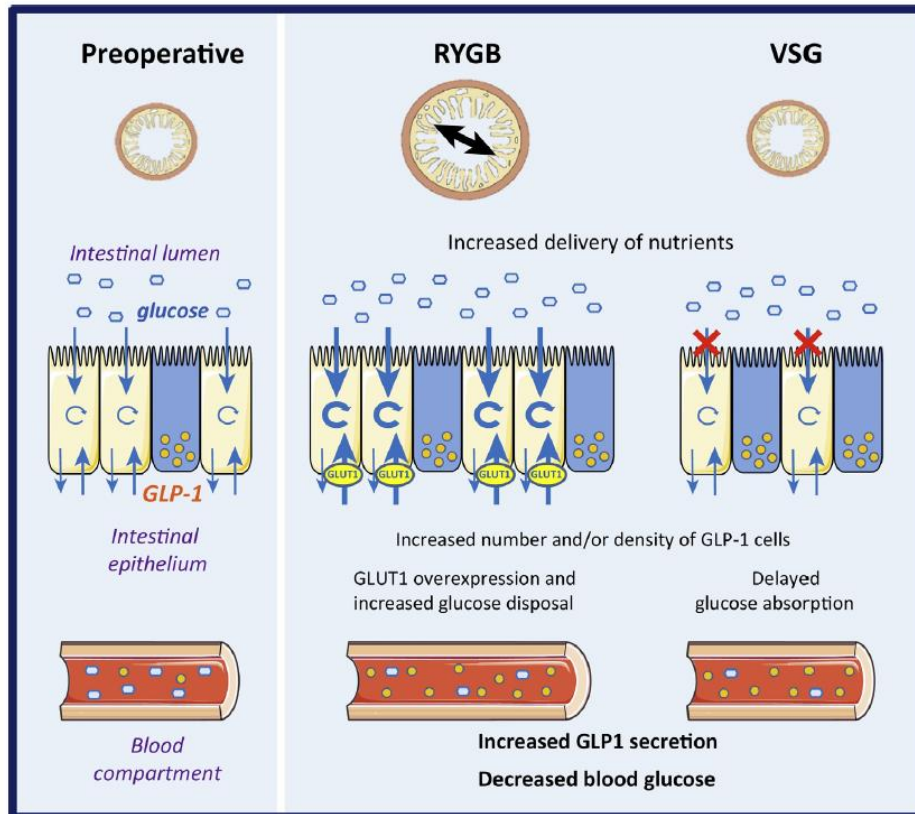 Preoperative
RYGB
VSG
Intestinal lumen
Increased delivery of nutrients
glucose
GLUT1
GLUT1
GLUT1
GLUT1
GLP-1
Intestinal
epithelium
Increased number and/or density of GLP-1 cells
GLUT1 overexpression and
increased glucose disposal
Delayed
glucose absorption
Blood
compartment
Increased GLP1 secretion
Decreased blood glucose